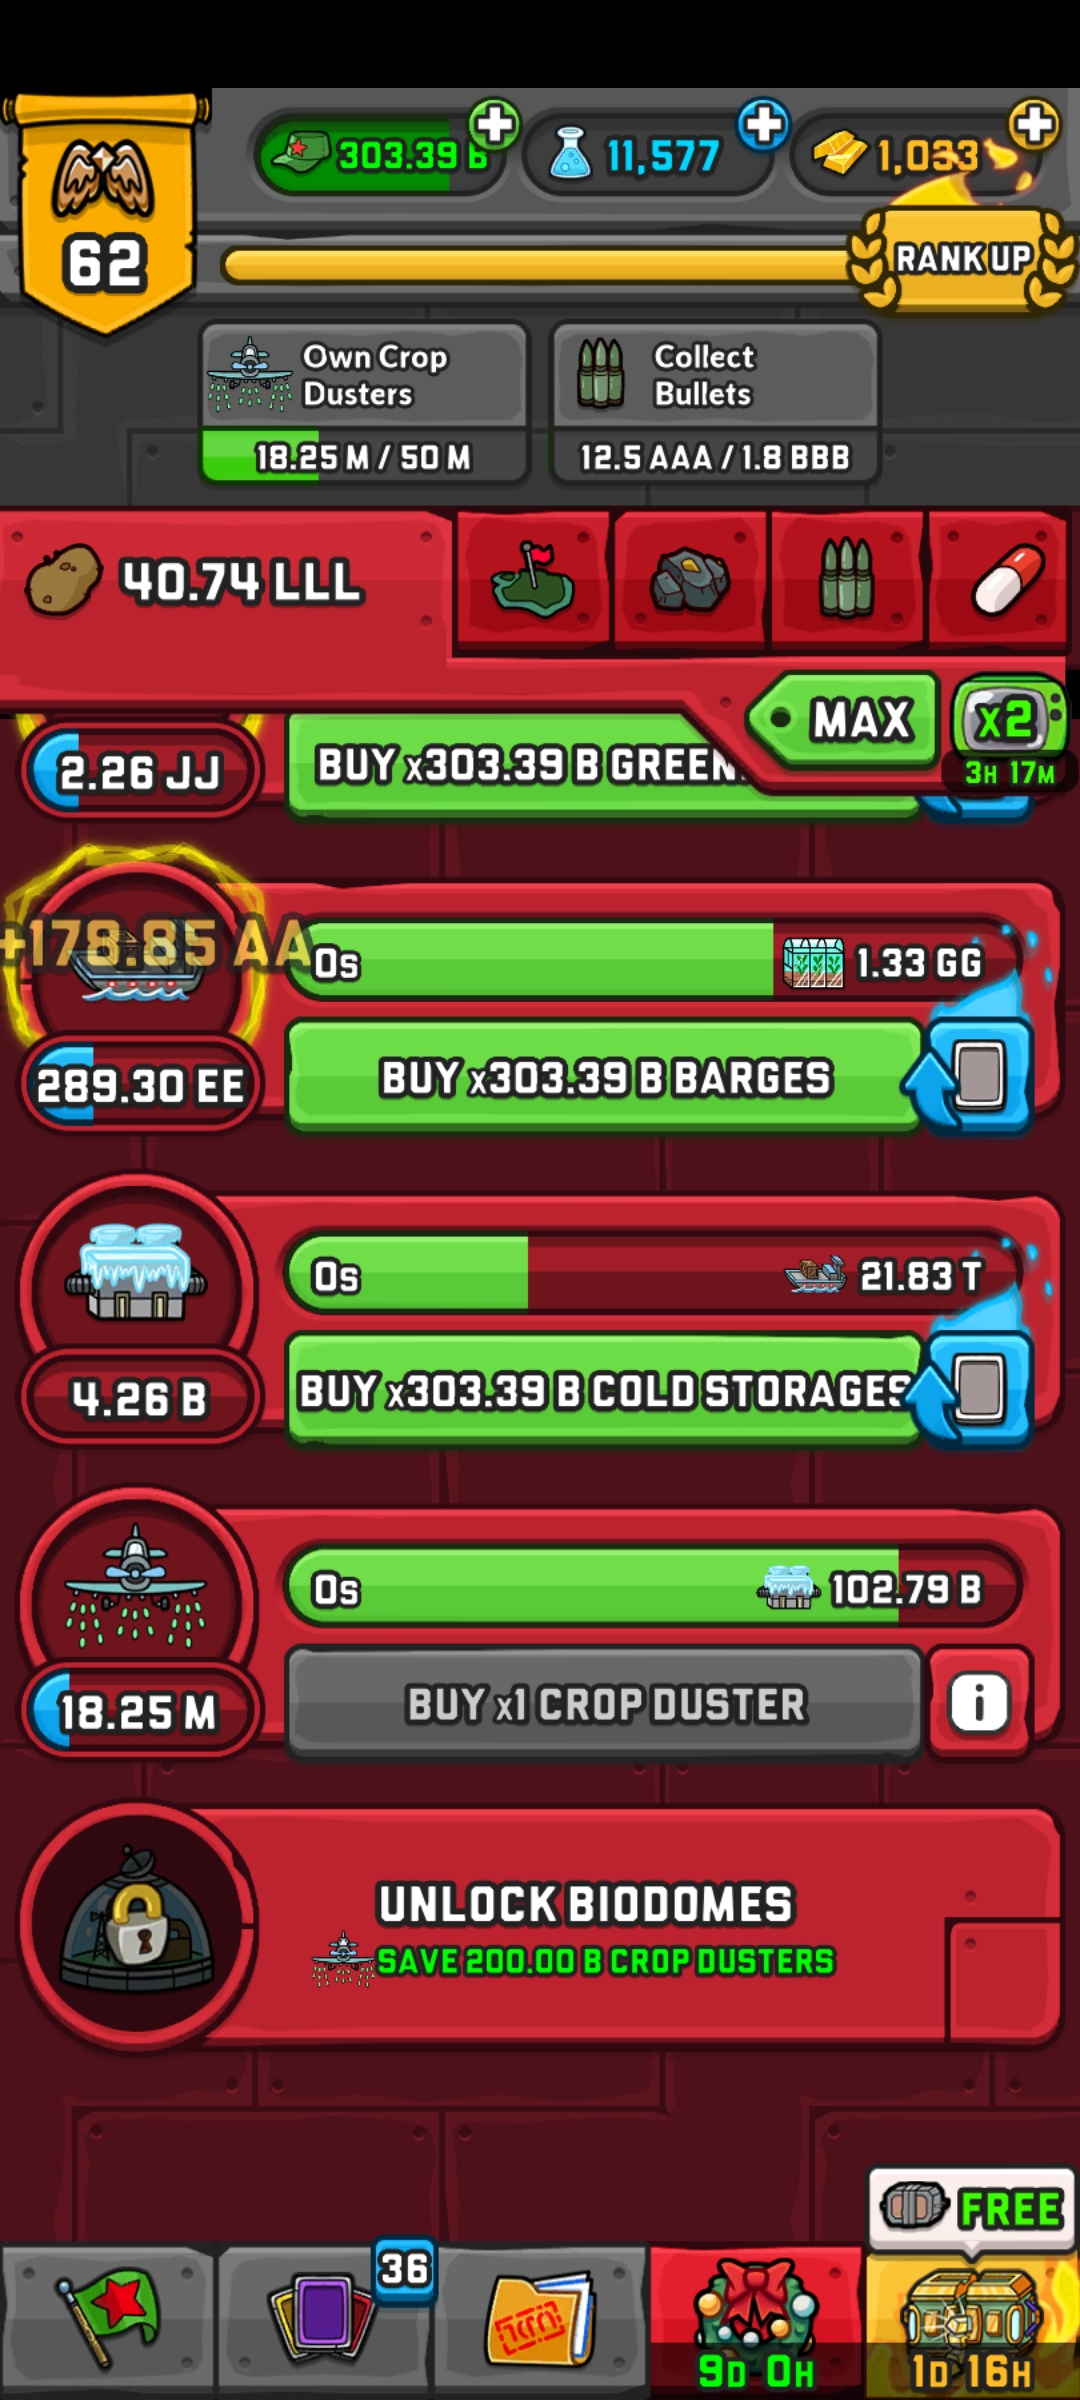 303.39 B
11,577
1,033
62
RANK UP
Own Crop
Dusters
18.25 M / 50 M
Collect
Bullets
12.5 AAA / 1.8 BBB
40.74 LLL
MAX
x2
3H 17M
2.26 JJ
BUY x303.39 B GREEN
+178.85 AA
0s
1.33 GG
289.30 EE
BUY x303.39 B BARGES
0s
21.83 T
4.26 B
BUY x303.39 B COLD STORAGES
0s
102.79 B
18.25 M
BUY x1 CROP DUSTER
i
UNLOCK BIODOMES
SAVE 200.00 B CROP DUSTERS
FREE
36
9D 0H
1D 16H